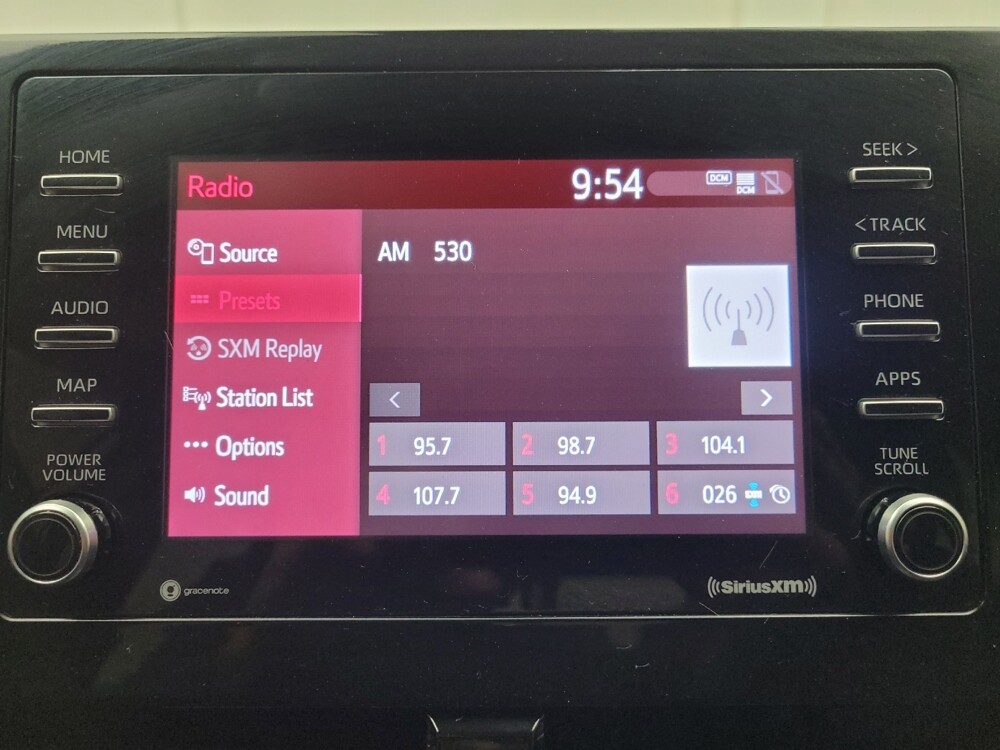 HOME
MENU
AUDIO
MAP
POWER
VOLUME
Radio
9:54
DCM
DCM
Source
Presets
SXM Replay
Station List
Options
Sound
AM 530
<
>
1 95.7
2 98.7
3 104.1
4 107.7
5 94.9
6 026
SEEK >
< TRACK
PHONE
APPS
TUNE
SCROLL
gracenote
SiriusXM